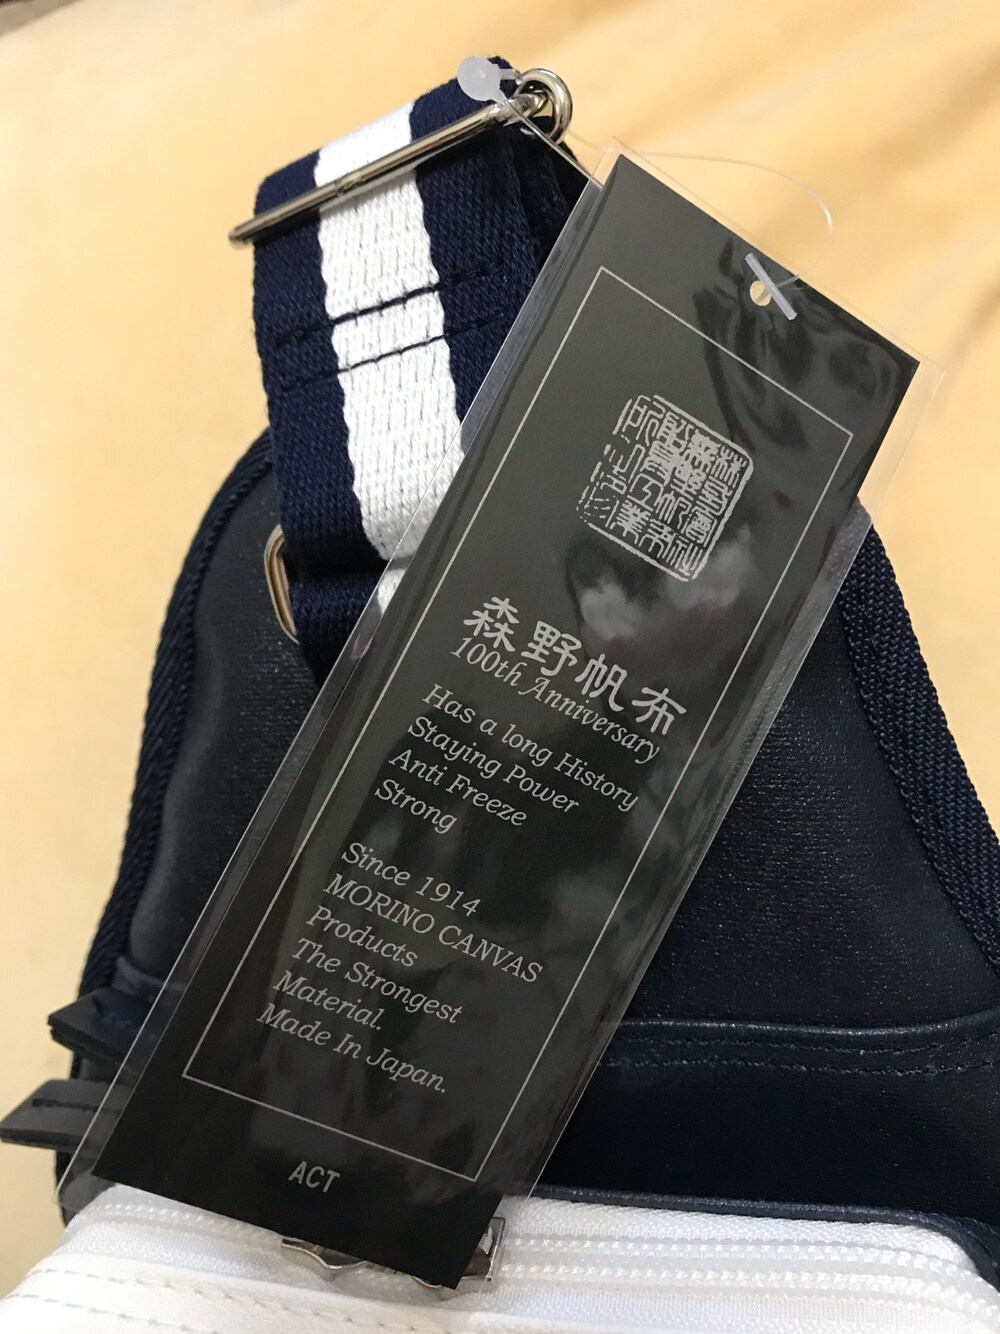 森野帆布
100th Anniversary
Has a long History
Staying Power
Anti Freeze
Strong
Since 1914
MORINO CANVAS
Products
The Strongest
Material.
Made In Japan.
ACT